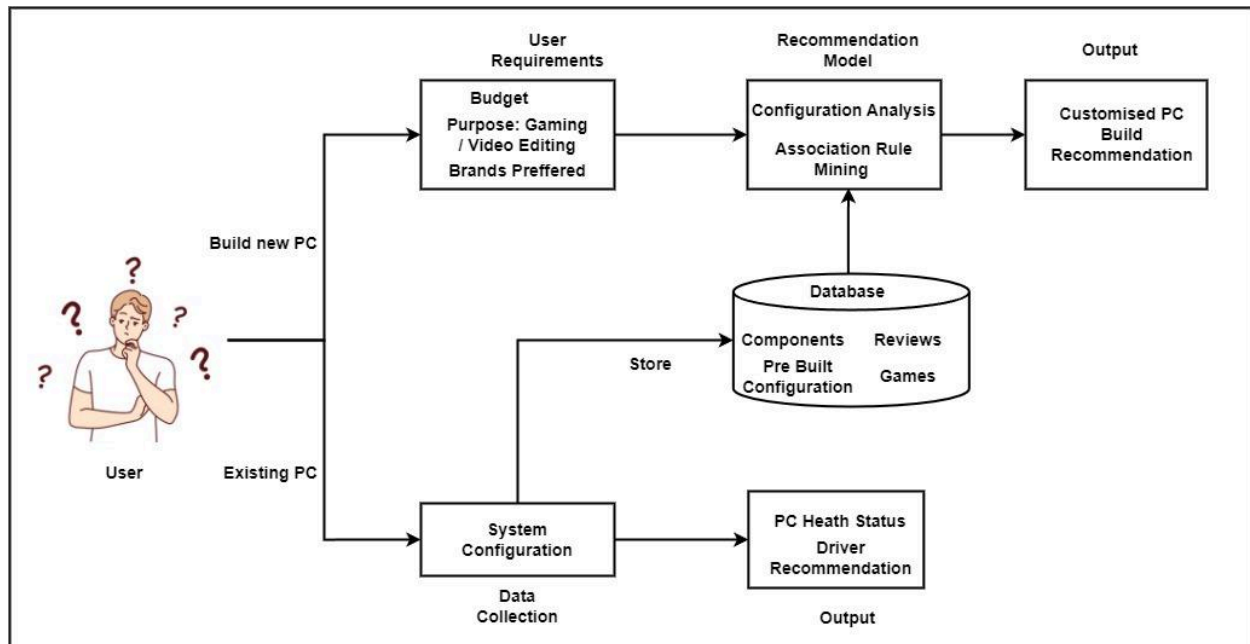 User
Requirements
Recommendation
Model
Output
Budget
Purpose: Gaming
/ Video Editing
Brands Preffered
Configuration Analysis
Association Rule
Mining
Customised PC
Build
Recommendation
Build new PC
? ? ? ? ?
Database
Components
Reviews
Pre Built
Configuration
Games
Store
User
Existing PC
System
Configuration
PC Heath Status
Driver
Recommendation
Data
Collection
Output